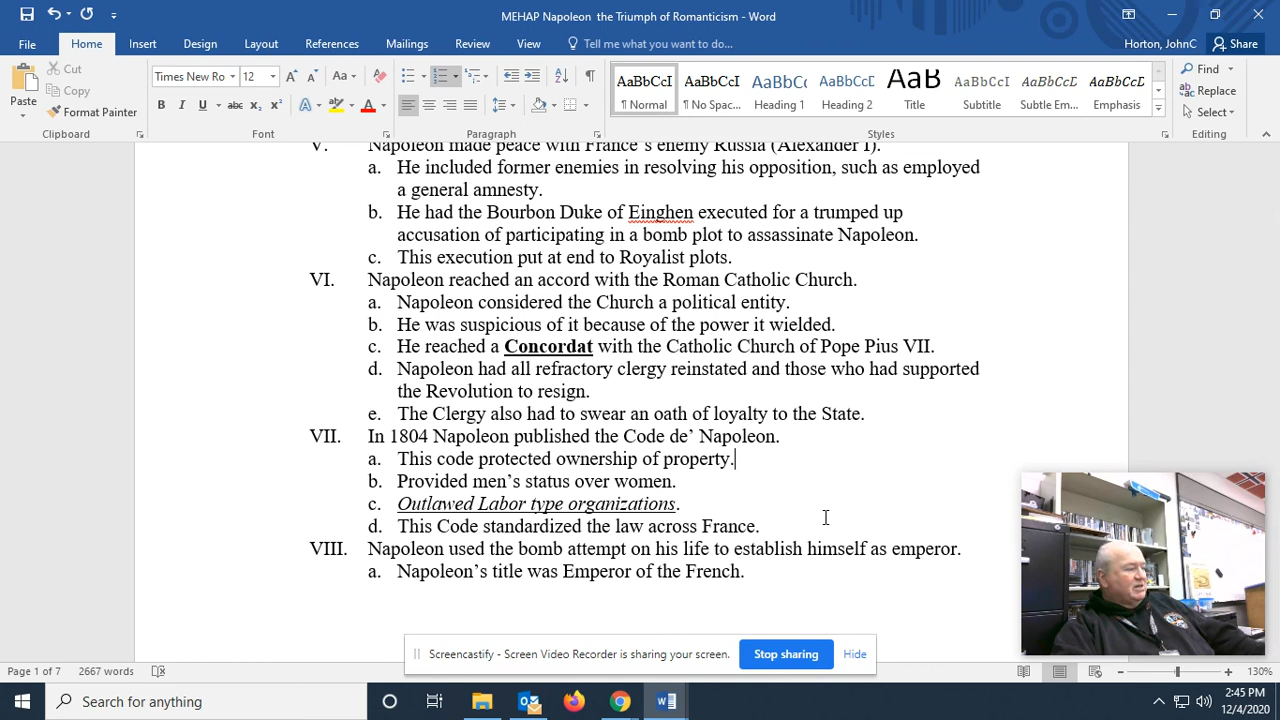 MEHAP Napoleon  the Triumph of Romanticism - Word
File Home Insert Design Layout References Mailings Review View Tell me what you want to do... Horton, JohnC Share
Paste Cut Copy Format Painter Clipboard
Times New Ro 12 Font
Paragraph
AaBbCcI ¶ Normal AaBbCcI ¶ No Spac... AaBbC Heading 1 AaBbCcI Heading 2 AaB Title AaBbCcI Subtitle AaBbCcI Subtle Em... AaBbCcI Emphasis Styles
Find Replace Select Editing
V. Napoleon made peace with France's enemy Russia (Alexander I).
a. He included former enemies in resolving his opposition, such as employed
a general amnesty.
b. He had the Bourbon Duke of Einghen executed for a trumped up
accusation of participating in a bomb plot to assassinate Napoleon.
c. This execution put at end to Royalist plots.
VI. Napoleon reached an accord with the Roman Catholic Church.
a. Napoleon considered the Church a political entity.
b. He was suspicious of it because of the power it wielded.
c. He reached a Concordat with the Catholic Church of Pope Pius VII.
d. Napoleon had all refractory clergy reinstated and those who had supported
the Revolution to resign.
e. The Clergy also had to swear an oath of loyalty to the State.
VII. In 1804 Napoleon published the Code de' Napoleon.
a. This code protected ownership of property.
b. Provided men's status over women.
c. Outlawed Labor type organizations.
d. This Code standardized the law across France.
VIII. Napoleon used the bomb attempt on his life to establish himself as emperor.
a. Napoleon's title was Emperor of the French.
Screencastify - Screen Video Recorder is sharing your screen. Stop sharing Hide
Page 1 of 7 2667 words 130%
Search for anything
2:45 PM
12/4/2020